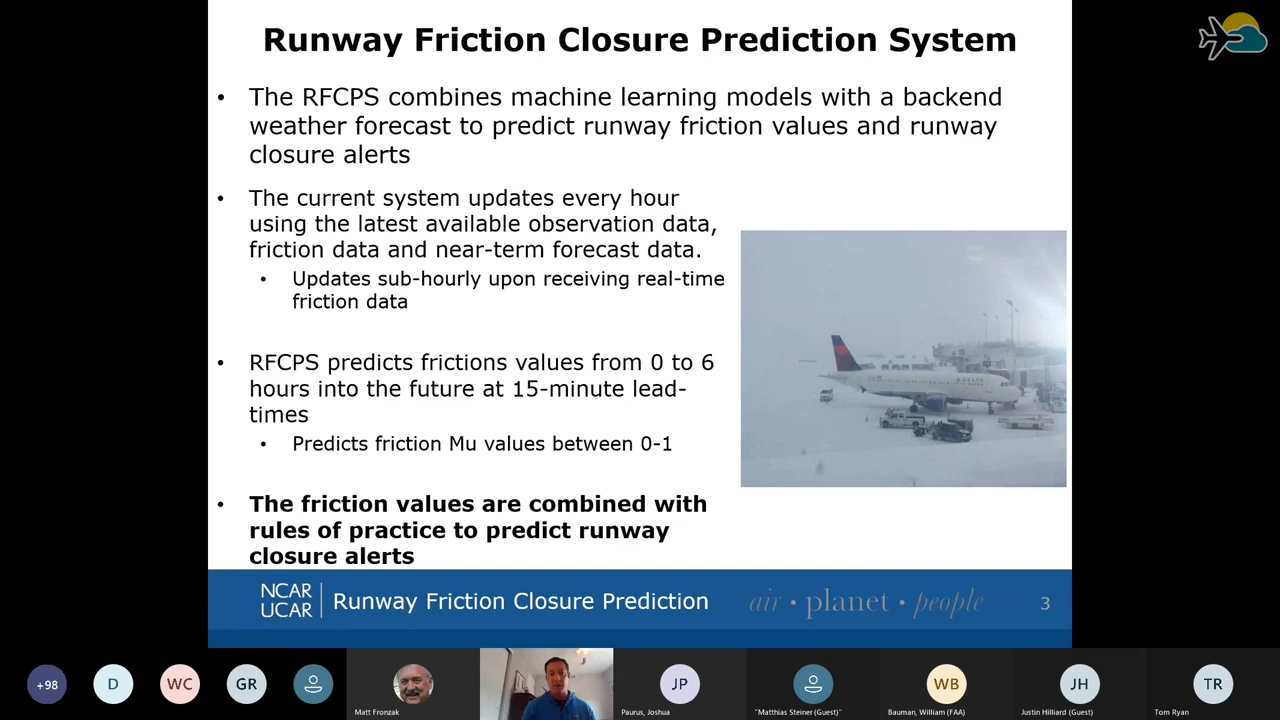 Runway Friction Closure Prediction System
• The RFCPS combines machine learning models with a backend
weather forecast to predict runway friction values and runway
closure alerts
• The current system updates every hour
using the latest available observation data,
friction data and near-term forecast data.
• Updates sub-hourly upon receiving real-time
friction data
• RFCPS predicts frictions values from 0 to 6
hours into the future at 15-minute lead-
times
• Predicts friction Mu values between 0-1
• The friction values are combined with
rules of practice to predict runway
closure alerts
NCAR
UCAR
Runway Friction Closure Prediction
air • planet • people
3
+98
D
WC
GR
JP
WB
JH
TR
Matt Fronzak
Paurus, Joshua
"Matthias Steiner (Guest)"
Bauman, William (FAA)
Justin Hilliard (Guest)
Tom Ryan